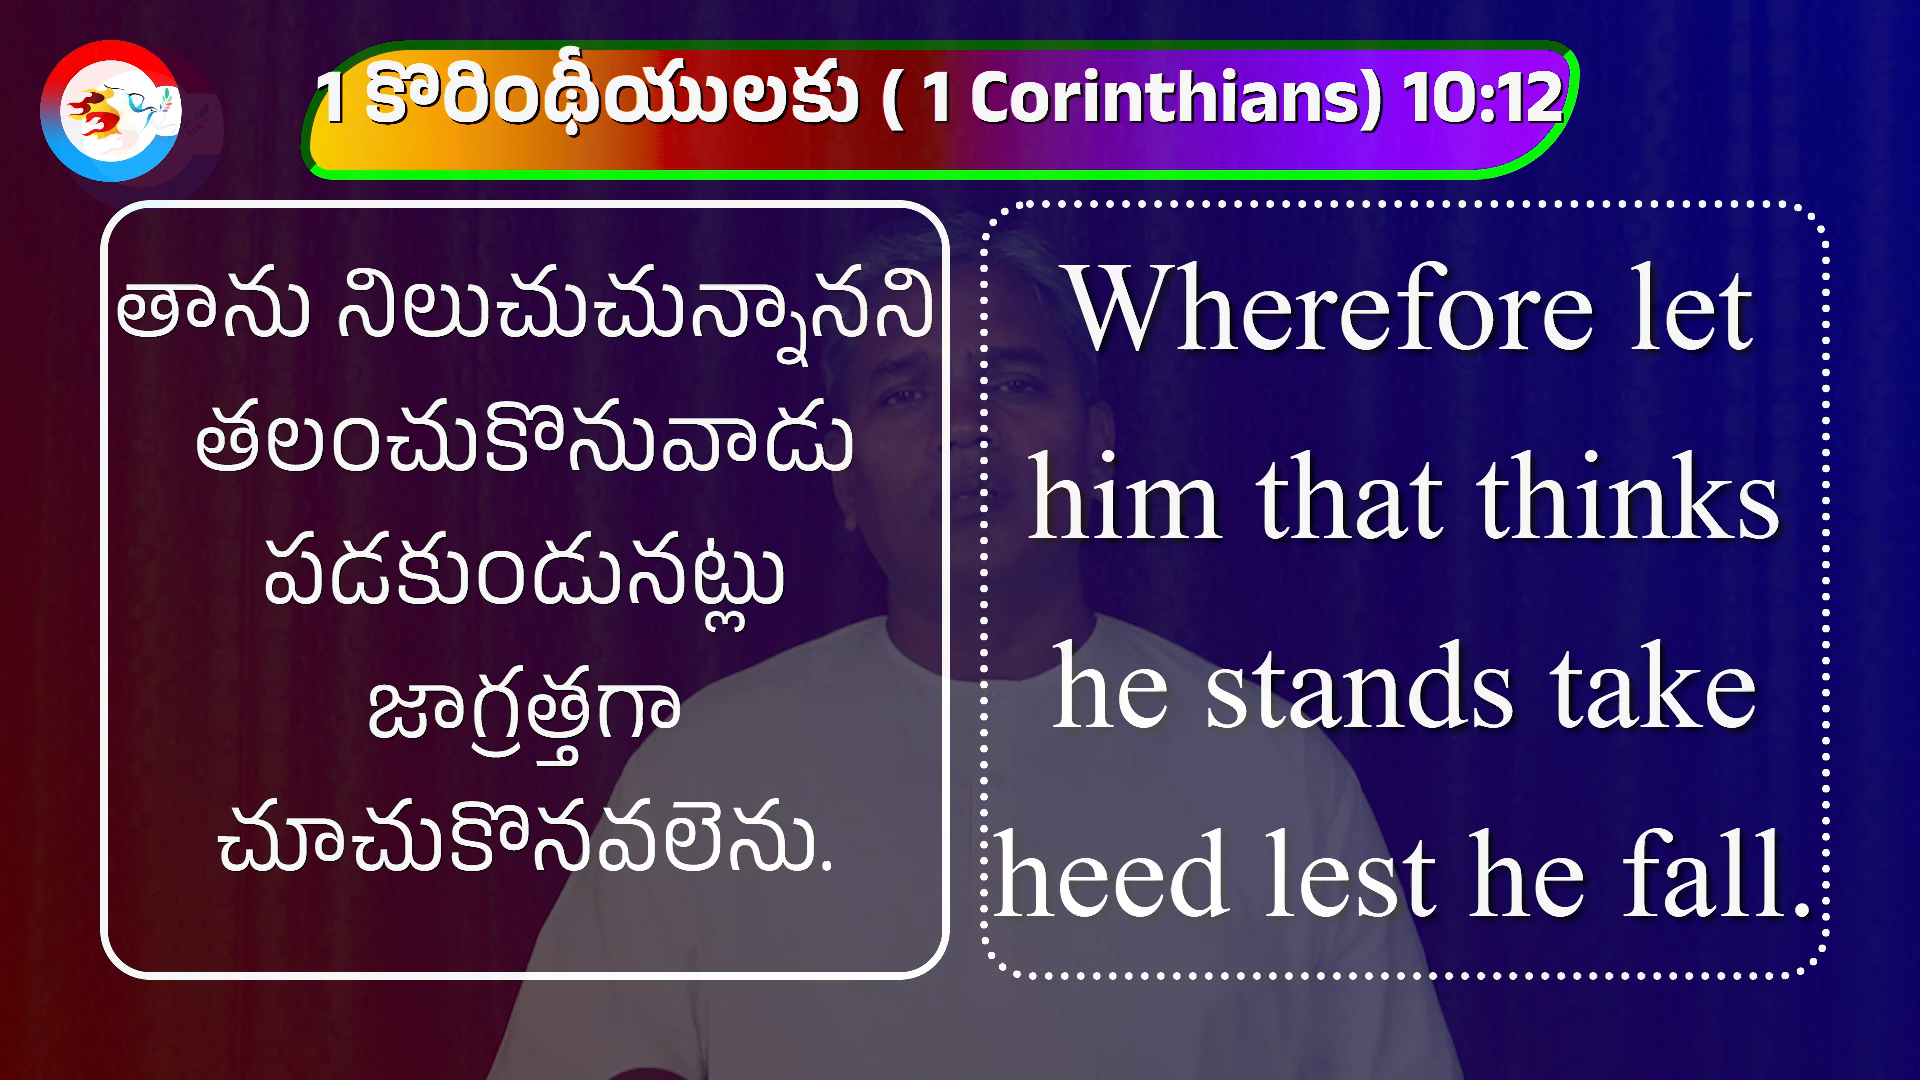 1 కొరింథీయులకు ( 1 Corinthians) 10:12
తాను నిలుచుచున్నానని
తలంచుకొనువాడు
పడకుండునట్లు
జాగ్రత్తగా
చూచుకొనవలెను.
Wherefore let
him that thinks
he stands take
heed lest he fall.